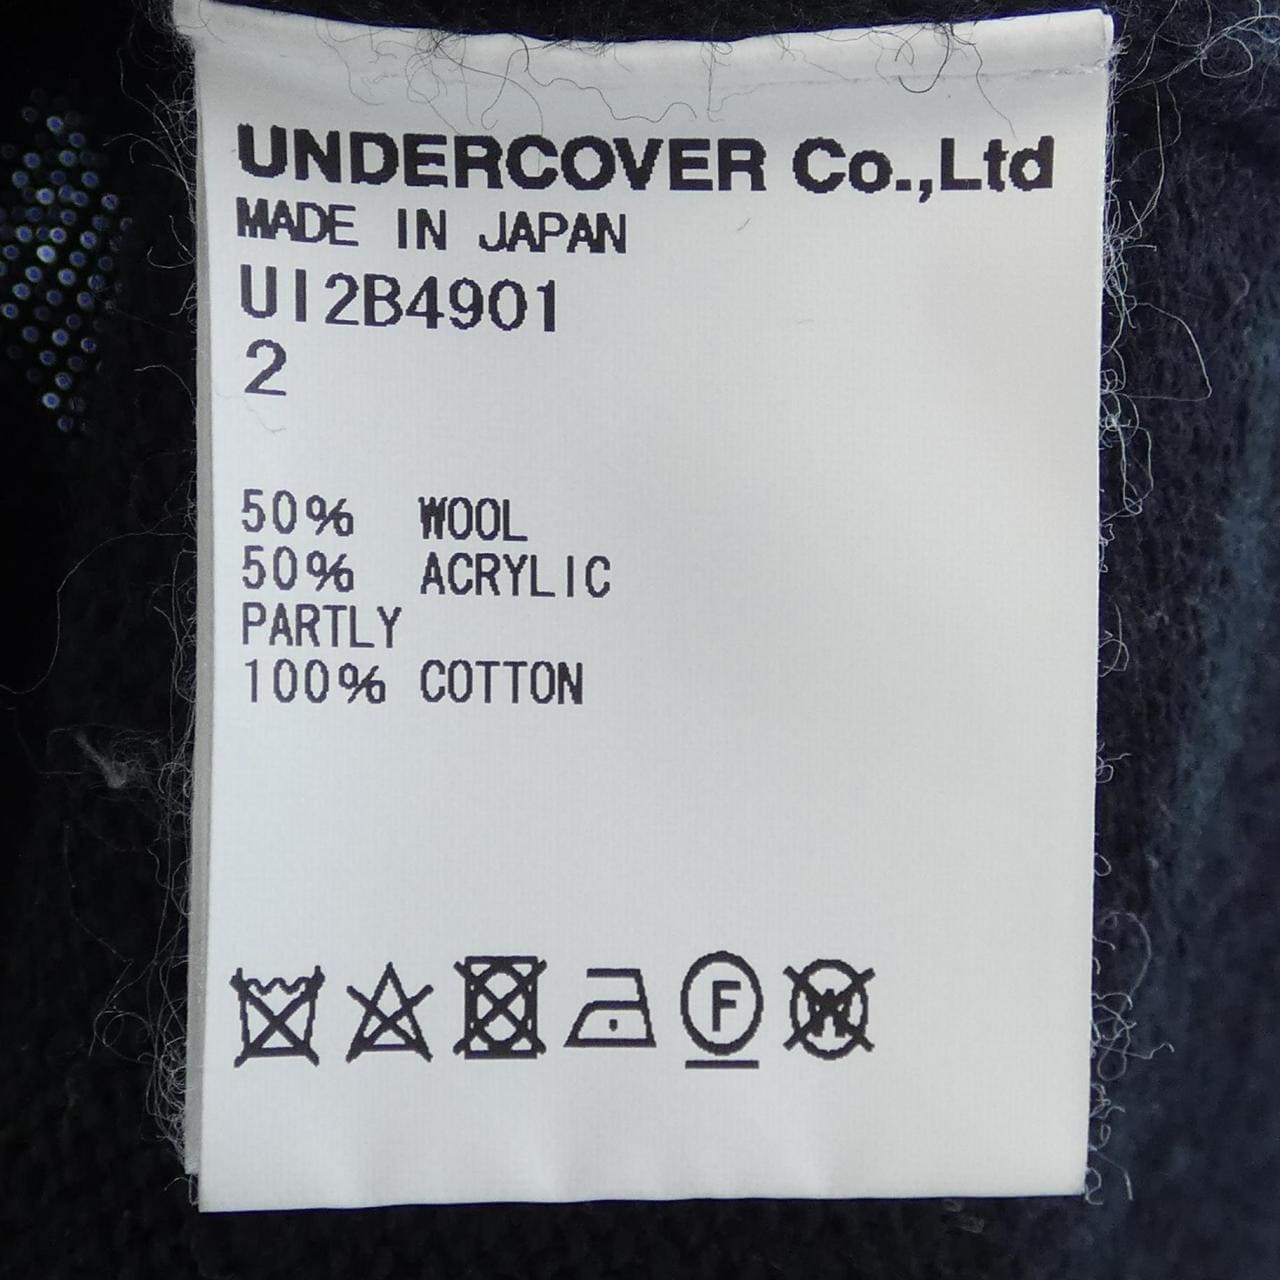 UNDERCOVER Co.,Ltd
MADE IN JAPAN
UI2B4901
2
50% WOOL
50% ACRYLIC
PARTLY
100% COTTON
F W